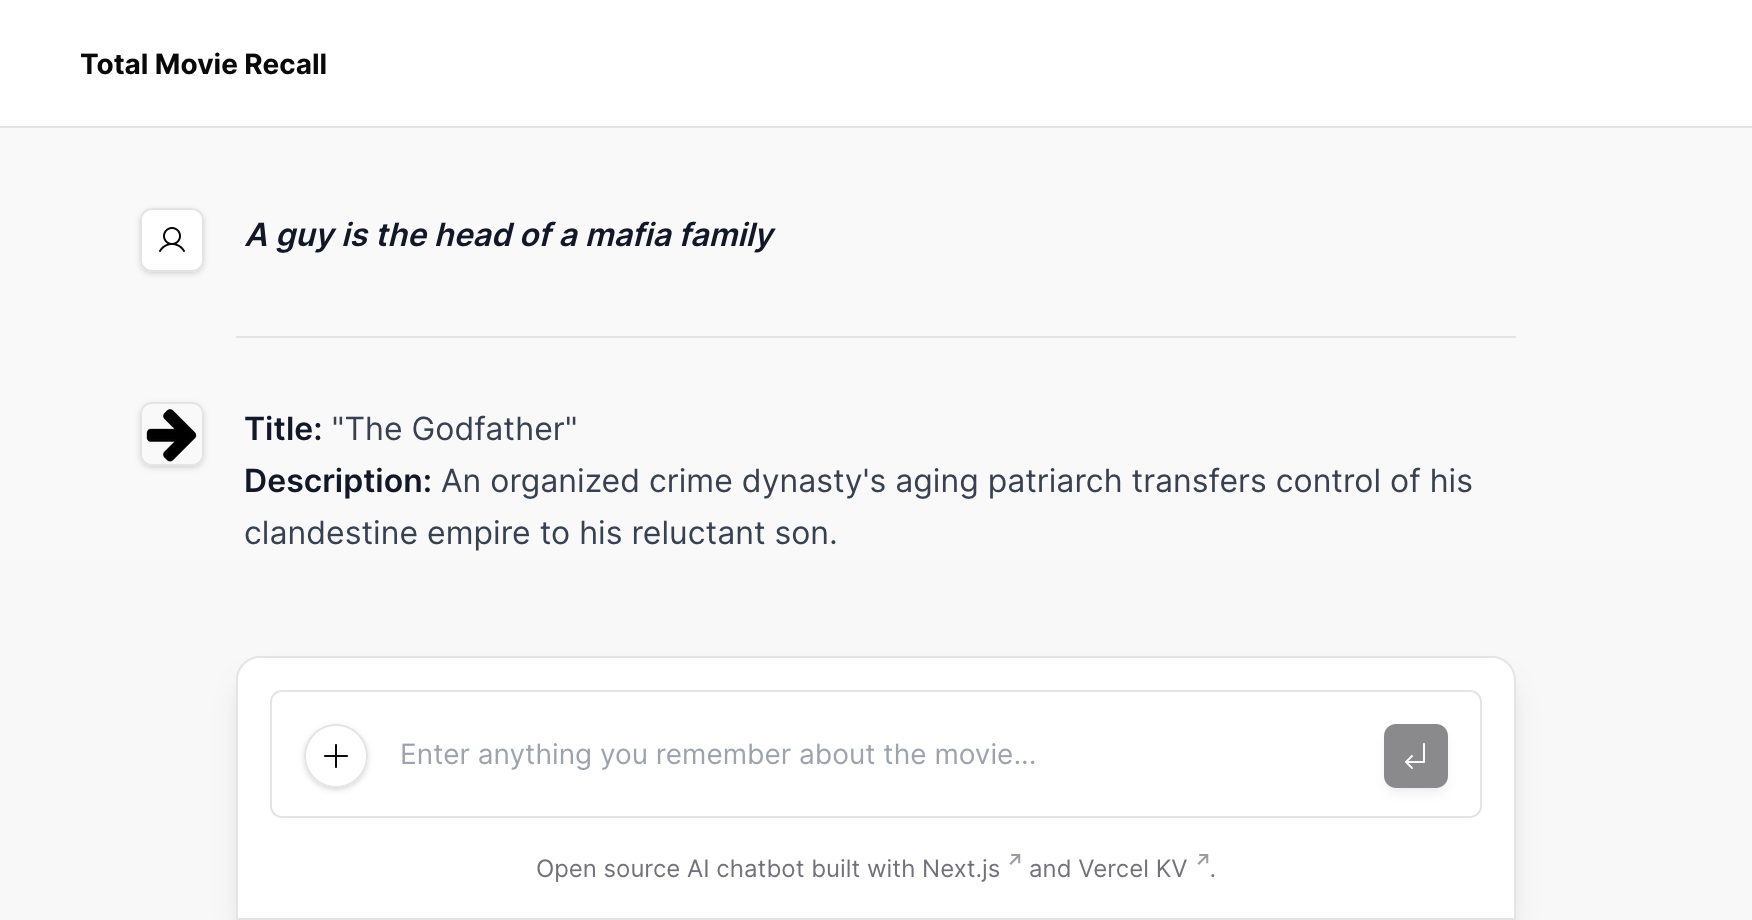 Total Movie Recall
A guy is the head of a mafia family
Title: "The Godfather"
Description: An organized crime dynasty's aging patriarch transfers control of his
clandestine empire to his reluctant son.
Enter anything you remember about the movie...
Open source AI chatbot built with Next.js and Vercel KV .